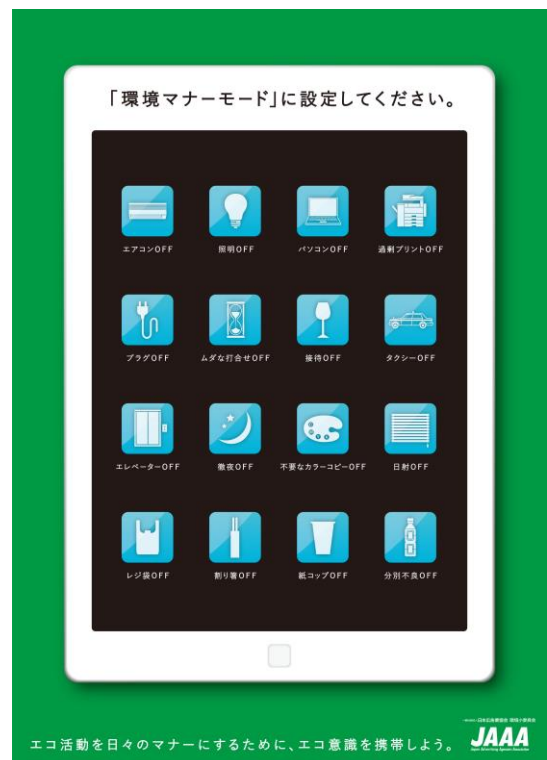 「環境マナーモード」に設定してください。
エアコンOFF
照明OFF
パソコンOFF
過剰プリントOFF
プラグOFF
ムダな打合せOFF
接待OFF
タクシーOFF
エレベーターOFF
徹夜OFF
不要なカラーコピーOFF
日射OFF
レジ袋OFF
割り箸OFF
紙コップOFF
分別不良OFF
エコ活動を日々のマナーにするために、エコ意識を携帯しよう。
JAAA
Japan Advertising Agencies Association